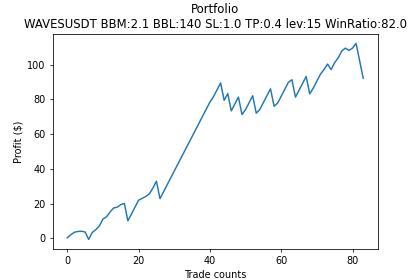 Portfolio
WAVESUSDT BBM:2.1 BBL:140 SL:1.0 TP:0.4 lev:15 WinRatio:82.0
100
80
60
40
20
0
Profit ($)
0 20 40 60 80
Trade counts